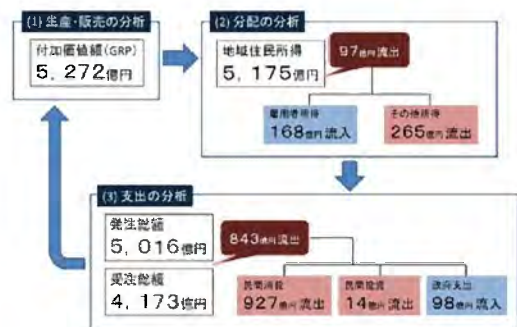 (1) 生産・販売の分析
付加価値額(GRP)
5,272億円
(2) 分配の分析
地域住民所得
5,175億円
97億円流出
雇用者所得
168億円流入
その他所得
265億円流出
(3) 支出の分析
発生総額
5,016億円
843億円流出
受次総額
4,173億円
民間消費
927億円流出
民間投資
14億円流出
政府支出
98億円流入